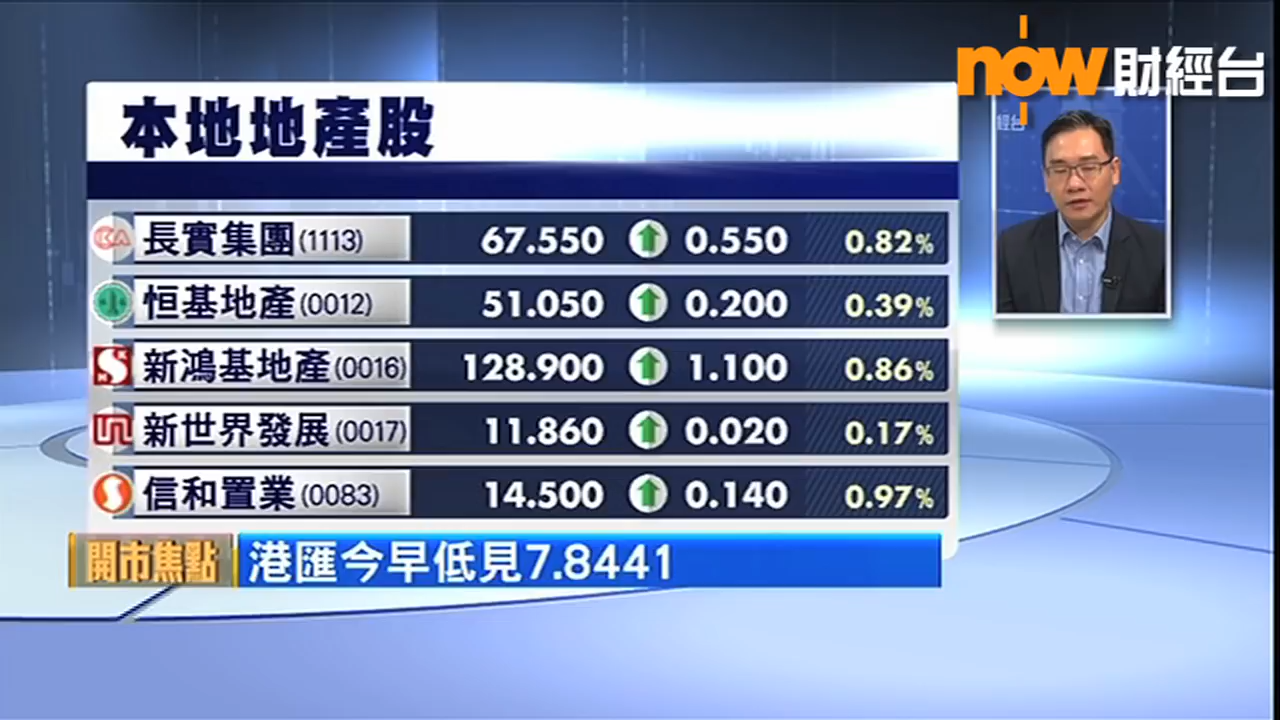 now財經台
經台
本地地產股
長實集團(1113) 67.550 0.550 0.82%
恒基地產(0012) 51.050 0.200 0.39%
新鴻基地產(0016) 128.900 1.100 0.86%
新世界發展(0017) 11.860 0.020 0.17%
信和置業(0083) 14.500 0.140 0.97%
開市焦點 港匯今早低見7.8441